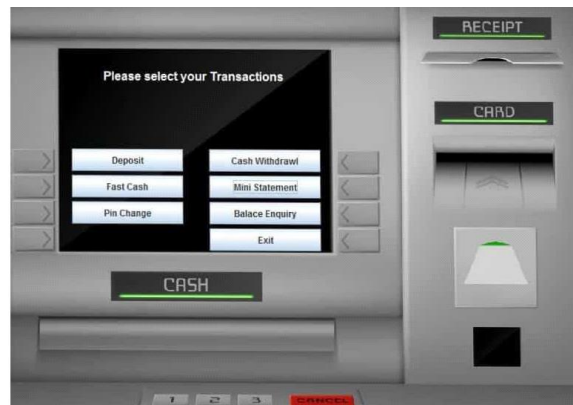 RECEIPT
Please select your Transactions
CARD
Deposit
Cash Withdrawl
Fast Cash
Mini Statement
Pin Change
Balace Enquiry
Exit
CASH
1 2 3 CANCEL